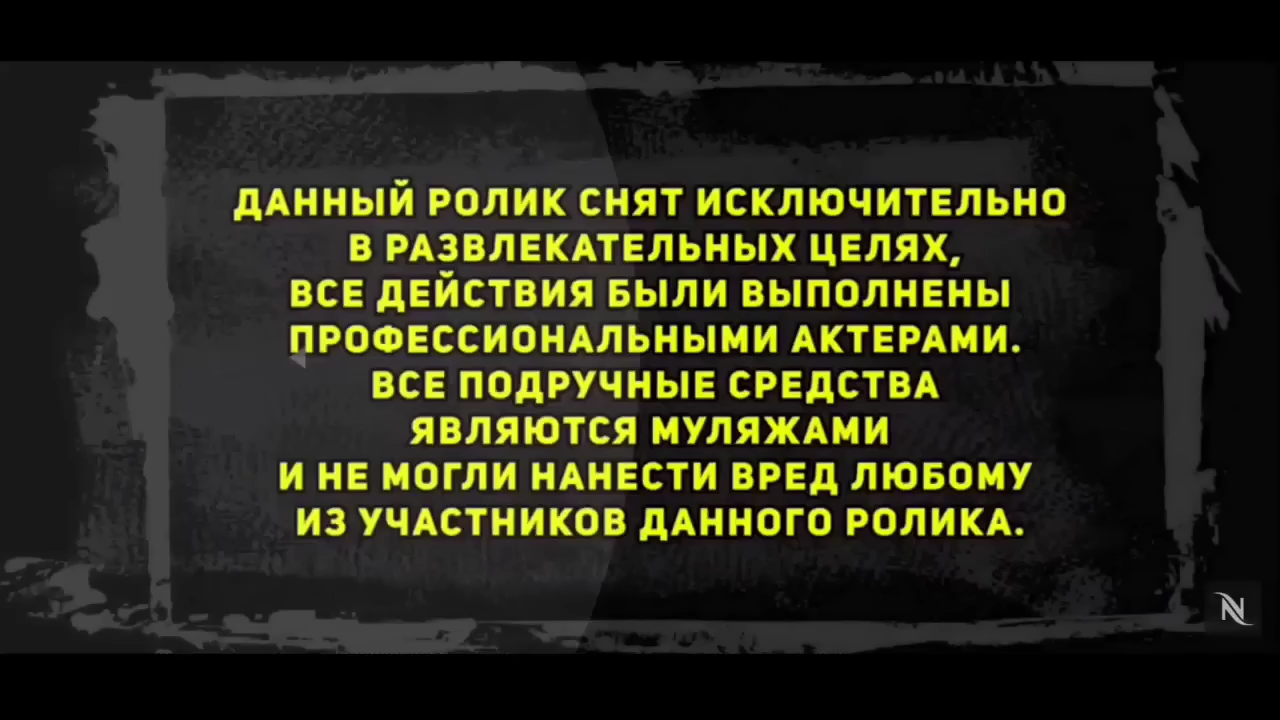 ДАННЫЙ РОЛИК СНЯТ ИСКЛЮЧИТЕЛЬНО
В РАЗВЛЕКАТЕЛЬНЫХ ЦЕЛЯХ,
ВСЕ ДЕЙСТВИЯ БЫЛИ ВЫПОЛНЕНЫ
ПРОФЕССИОНАЛЬНЫМИ АКТЕРАМИ.
ВСЕ ПОДРУЧНЫЕ СРЕДСТВА
ЯВЛЯЮТСЯ МУЛЯЖАМИ
И НЕ МОГЛИ НАНЕСТИ ВРЕД ЛЮБОМУ
ИЗ УЧАСТНИКОВ ДАННОГО РОЛИКА.
N